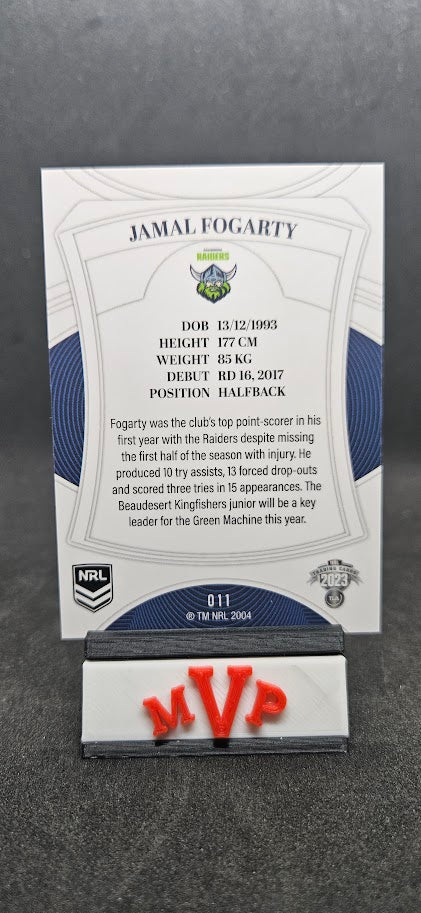 JAMAL FOGARTY
RAIDERS
DOB 13/12/1993
HEIGHT 177 CM
WEIGHT 85 KG
DEBUT RD 16, 2017
POSITION HALFBACK
Fogarty was the club's top point-scorer in his
first year with the Raiders despite missing
the first half of the season with injury. He
produced 10 try assists, 13 forced drop-outs
and scored three tries in 15 appearances. The
Beaudesert Kingfishers junior will be a key
leader for the Green Machine this year.
NRL
TRADING CARDS
2023
TLA
011
® TM NRL 2004
MVP